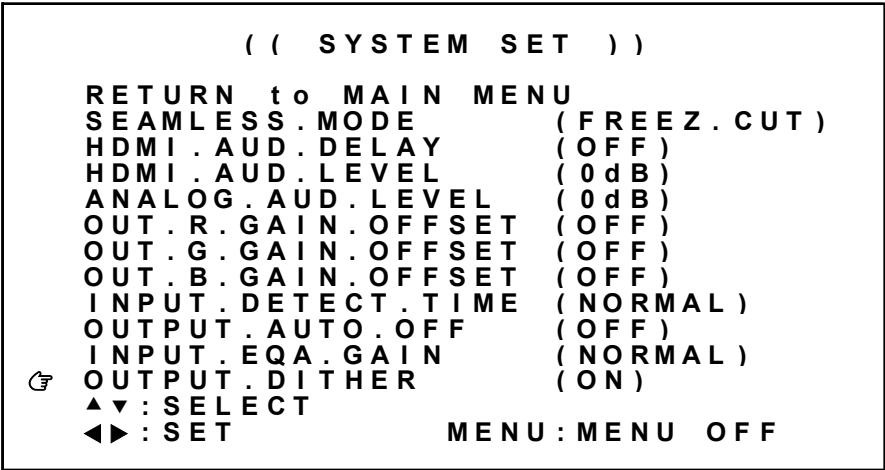 (( SYSTEM SET ))
RETURN to MAIN MENU
SEAMLESS.MODE (FREEZ.CUT)
HDMI.AUD.DELAY (OFF)
HDMI.AUD.LEVEL (0dB)
ANALOG.AUD.LEVEL (0dB)
OUT.R.GAIN.OFFSET (OFF)
OUT.G.GAIN.OFFSET (OFF)
OUT.B.GAIN.OFFSET (OFF)
INPUT.DETECT.TIME (NORMAL)
OUTPUT.AUTO.OFF (OFF)
INPUT.EQA.GAIN (NORMAL)
☞ OUTPUT.DITHER (ON)
▲▼:SELECT
◀▶:SET MENU:MENU OFF